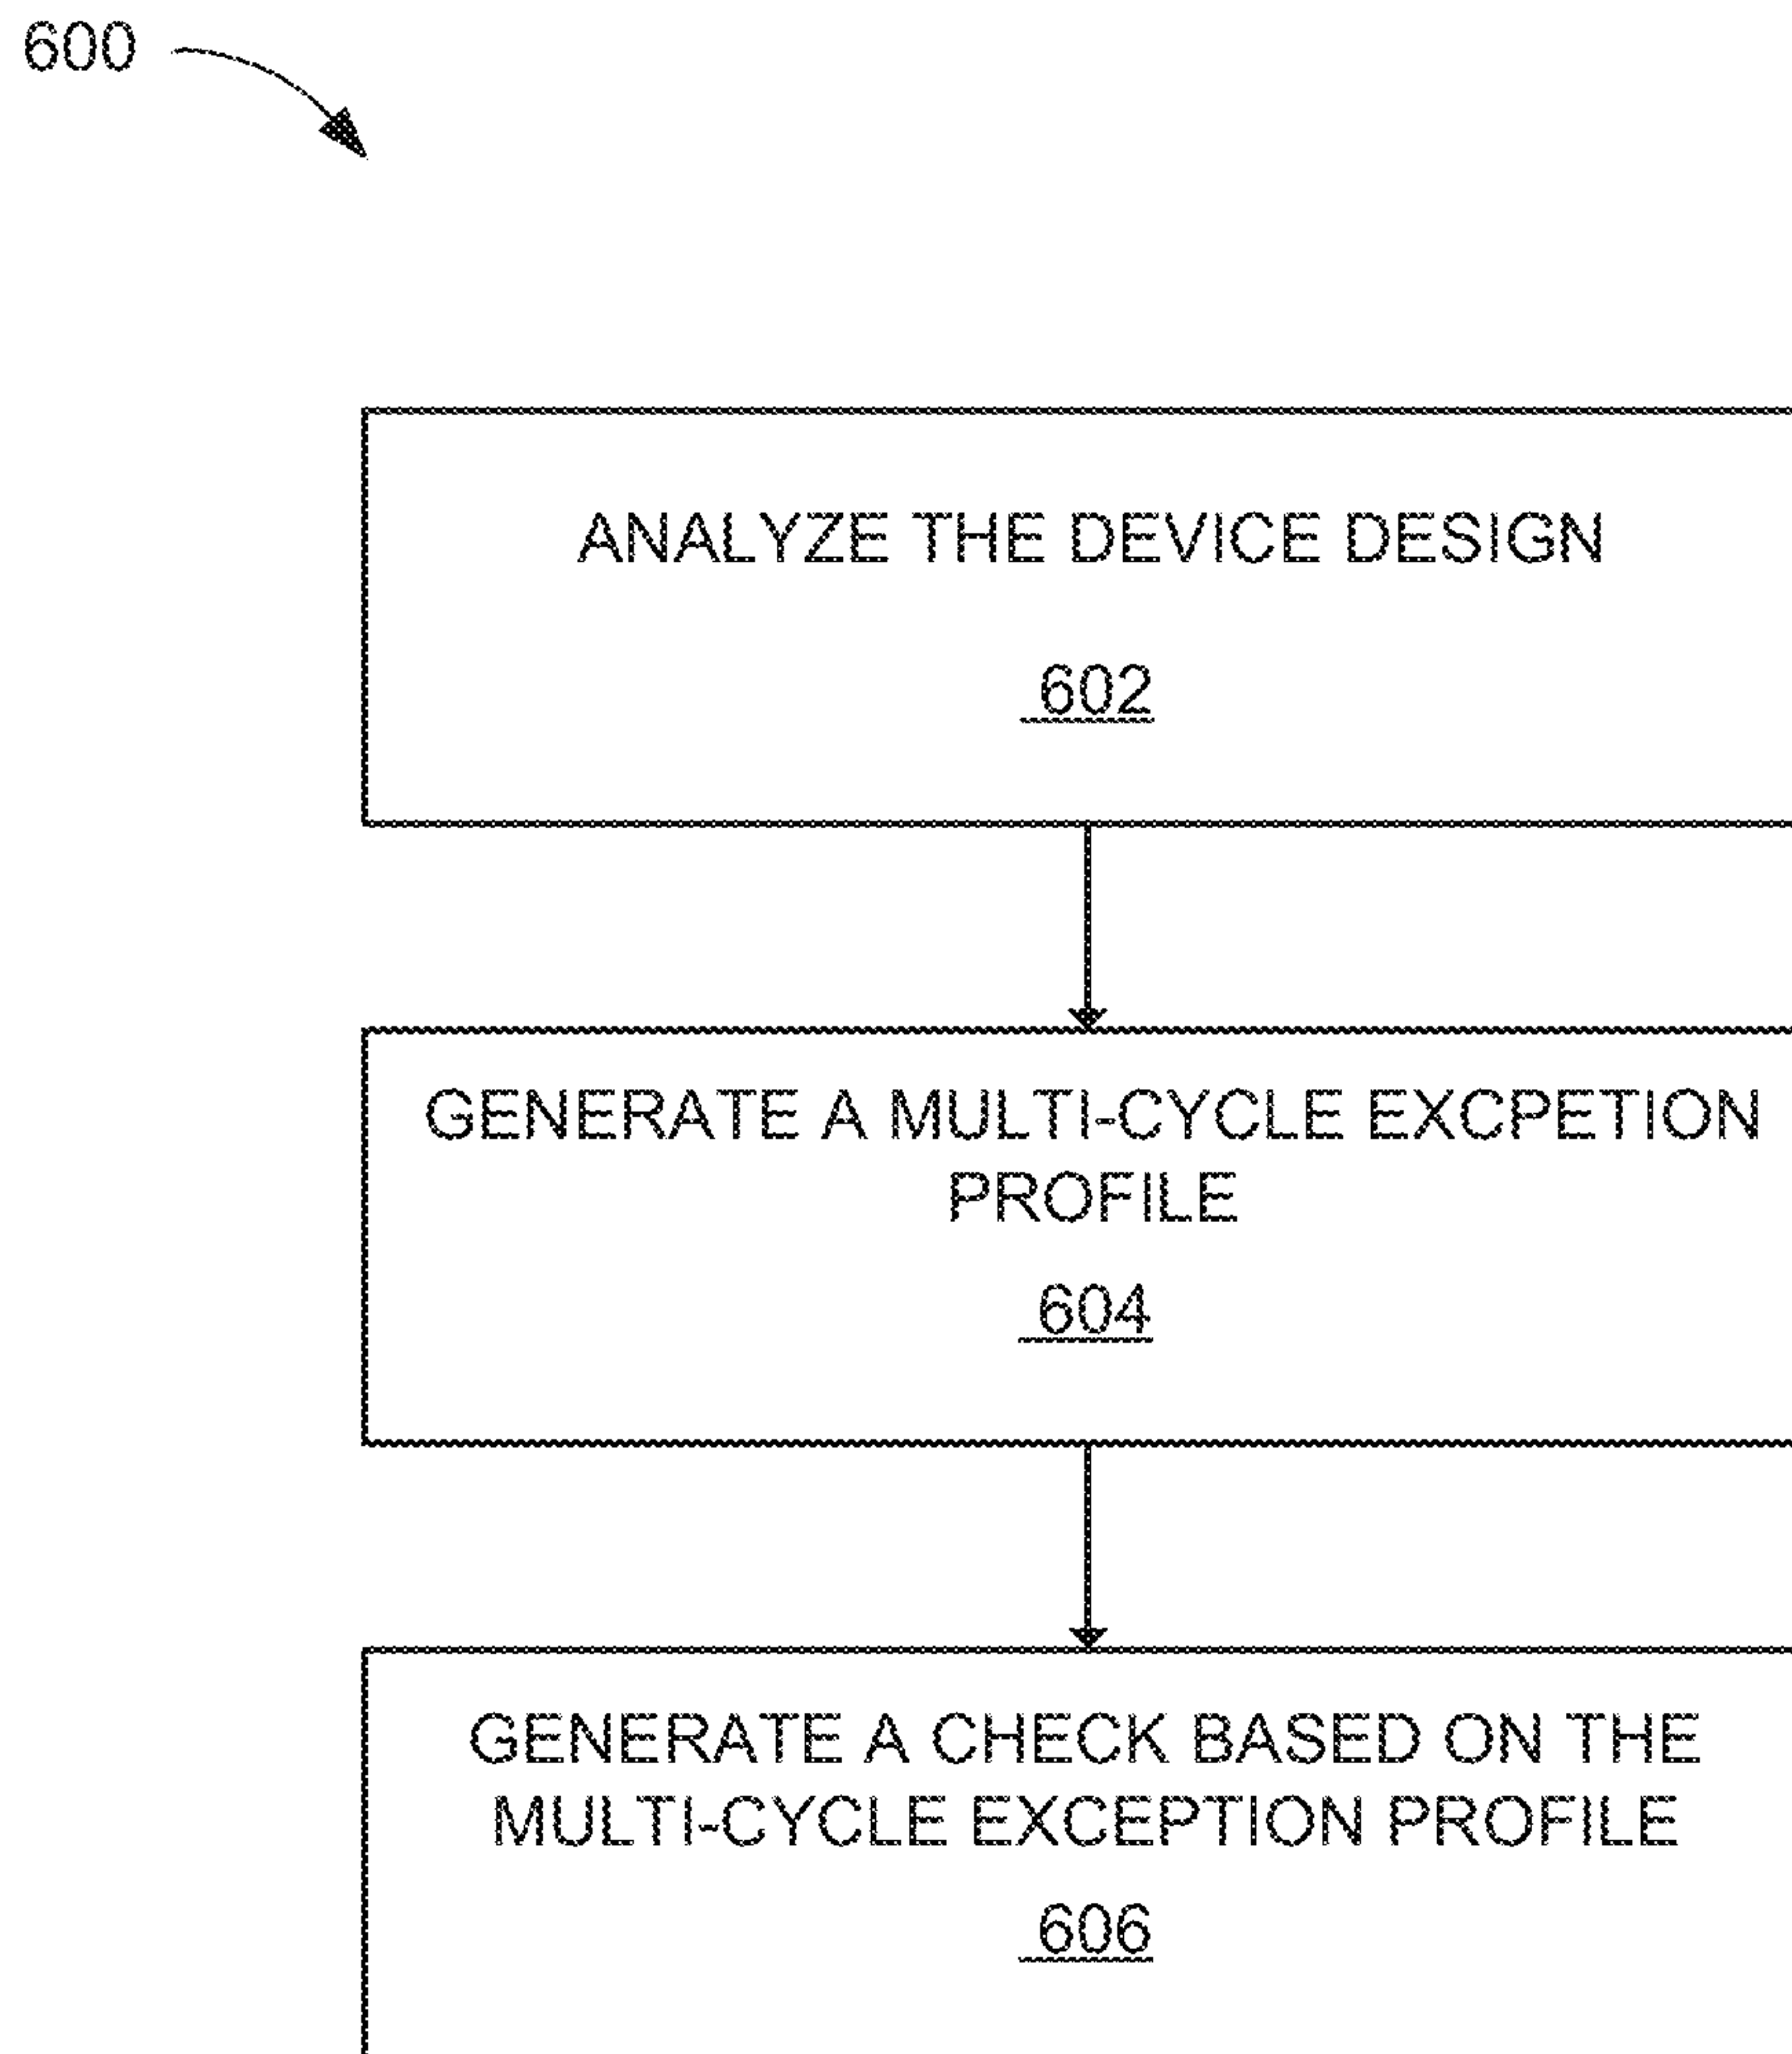 600
ANALYZE THE DEVICE DESIGN
602
GENERATE A MULTI-CYCLE EXCPETION
PROFILE
604
GENERATE A CHECK BASED ON THE
MULTI-CYCLE EXCEPTION PROFILE
606